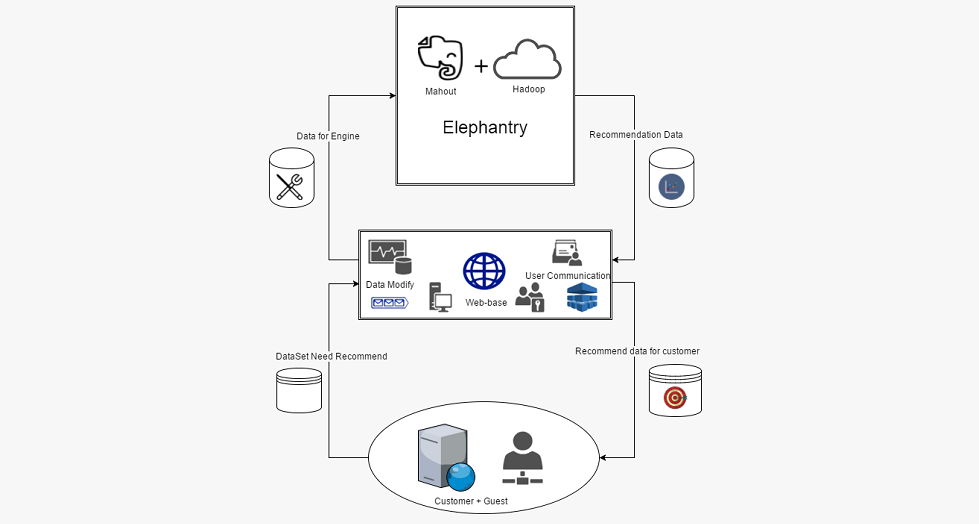 Mahout
+
Hadoop
Elephantry
Data for Engine
Recommendation Data
User Communication
Data Modify
Web-base
DataSet Need Recommend
Recommend data for customer
Customer + Guest